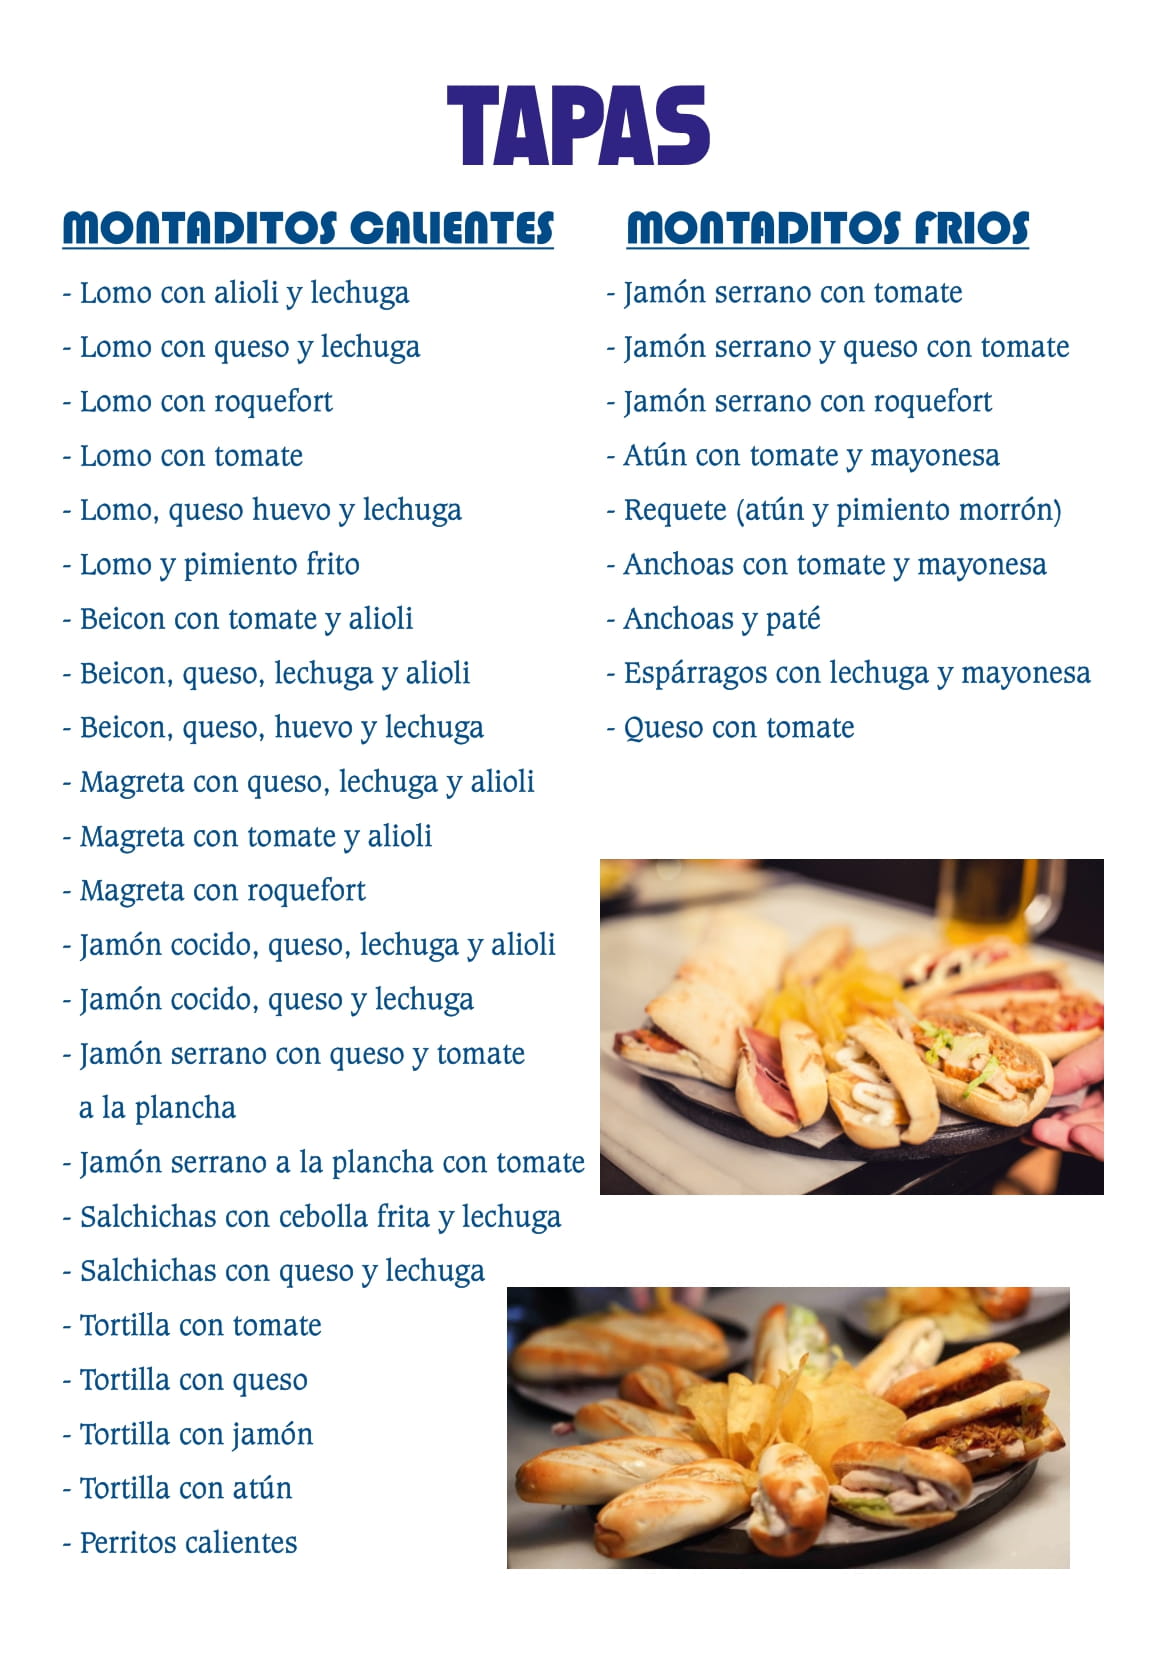 TAPAS
MONTADITOS CALIENTES
- Lomo con alioli y lechuga
- Lomo con queso y lechuga
- Lomo con roquefort
- Lomo con tomate
- Lomo, queso huevo y lechuga
- Lomo y pimiento frito
- Beicon con tomate y alioli
- Beicon, queso, lechuga y alioli
- Beicon, queso, huevo y lechuga
- Magreta con queso, lechuga y alioli
- Magreta con tomate y alioli
- Magreta con roquefort
- Jamón cocido, queso, lechuga y alioli
- Jamón cocido, queso y lechuga
- Jamón serrano con queso y tomate
a la plancha
- Jamón serrano a la plancha con tomate
- Salchichas con cebolla frita y lechuga
- Salchichas con queso y lechuga
- Tortilla con tomate
- Tortilla con queso
- Tortilla con jamón
- Tortilla con atún
- Perritos calientes
MONTADITOS FRIOS
- Jamón serrano con tomate
- Jamón serrano y queso con tomate
- Jamón serrano con roquefort
- Atún con tomate y mayonesa
- Requete (atún y pimiento morrón)
- Anchoas con tomate y mayonesa
- Anchoas y paté
- Espárragos con lechuga y mayonesa
- Queso con tomate